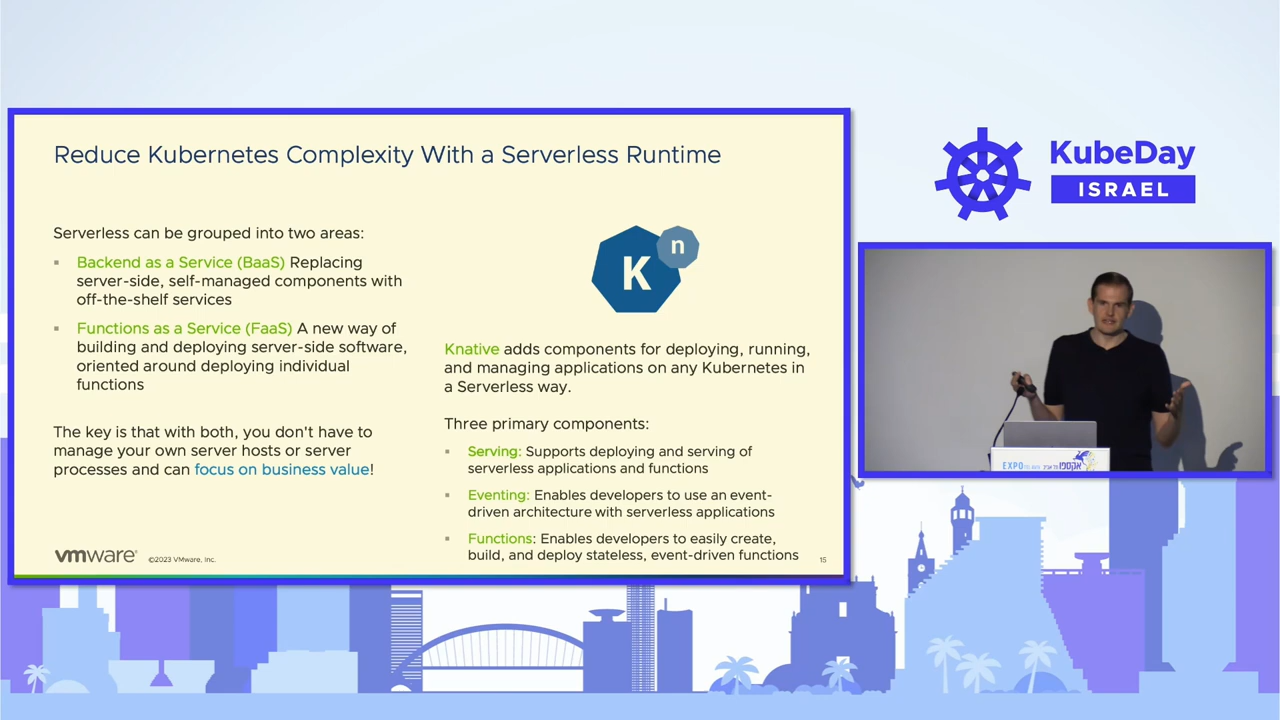 Reduce Kubernetes Complexity With a Serverless Runtime
Serverless can be grouped into two areas:
▪ Backend as a Service (BaaS) Replacing
server-side, self-managed components with
off-the-shelf services
▪ Functions as a Service (FaaS) A new way of
building and deploying server-side software,
oriented around deploying individual
functions
The key is that with both, you don't have to
manage your own server hosts or server
processes and can focus on business value!
K n
Knative adds components for deploying, running,
and managing applications on any Kubernetes in
a Serverless way.
Three primary components:
▪ Serving: Supports deploying and serving of
serverless applications and functions
▪ Eventing: Enables developers to use an event-
driven architecture with serverless applications
▪ Functions: Enables developers to easily create,
build, and deploy stateless, event-driven functions
vmware® ©2023 VMware, Inc. 15
KubeDay
ISRAEL
EXPO אקספו